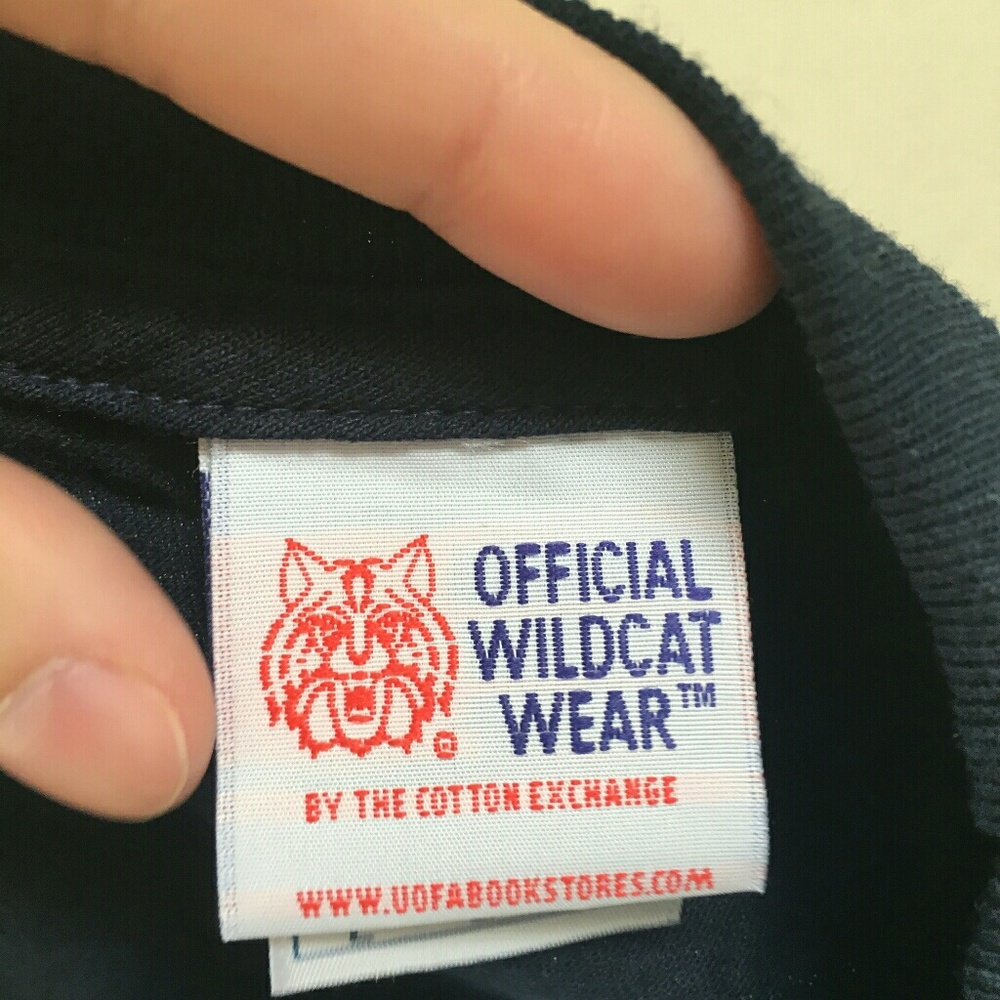 OFFICIAL
WILDCAT
WEAR™
®
BY THE COTTON EXCHANGE
WWW.UOFABOOKSTORES.COM